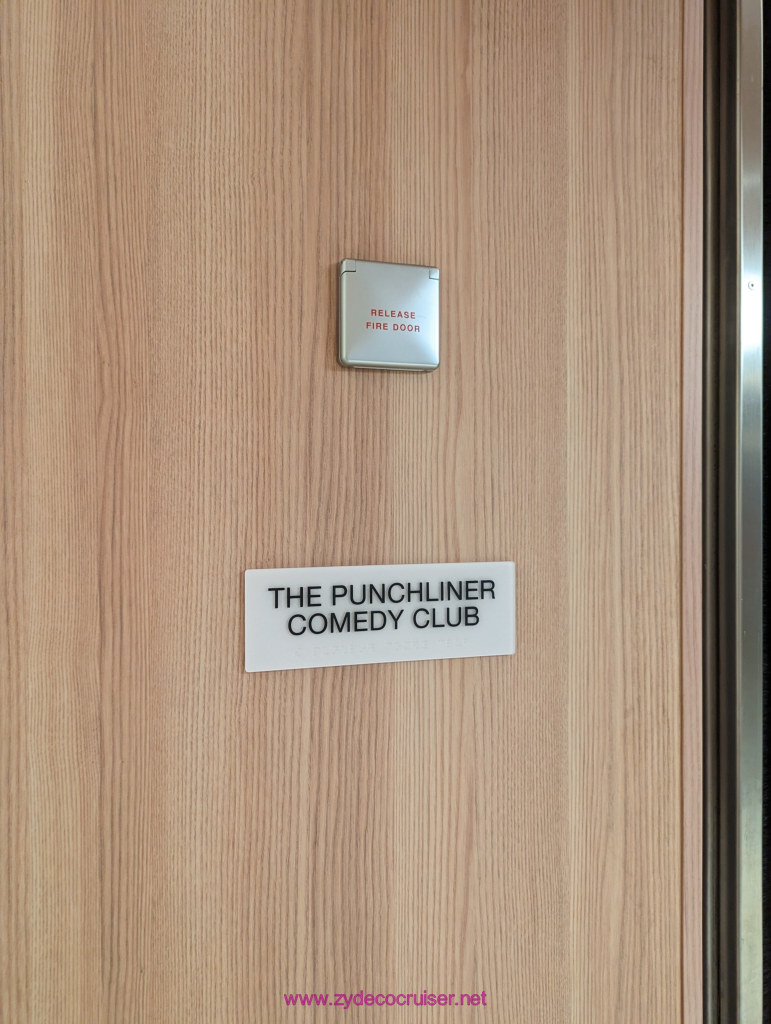 RELEASE
FIRE DOOR
THE PUNCHLINER
COMEDY CLUB
www.zydecocruiser.net